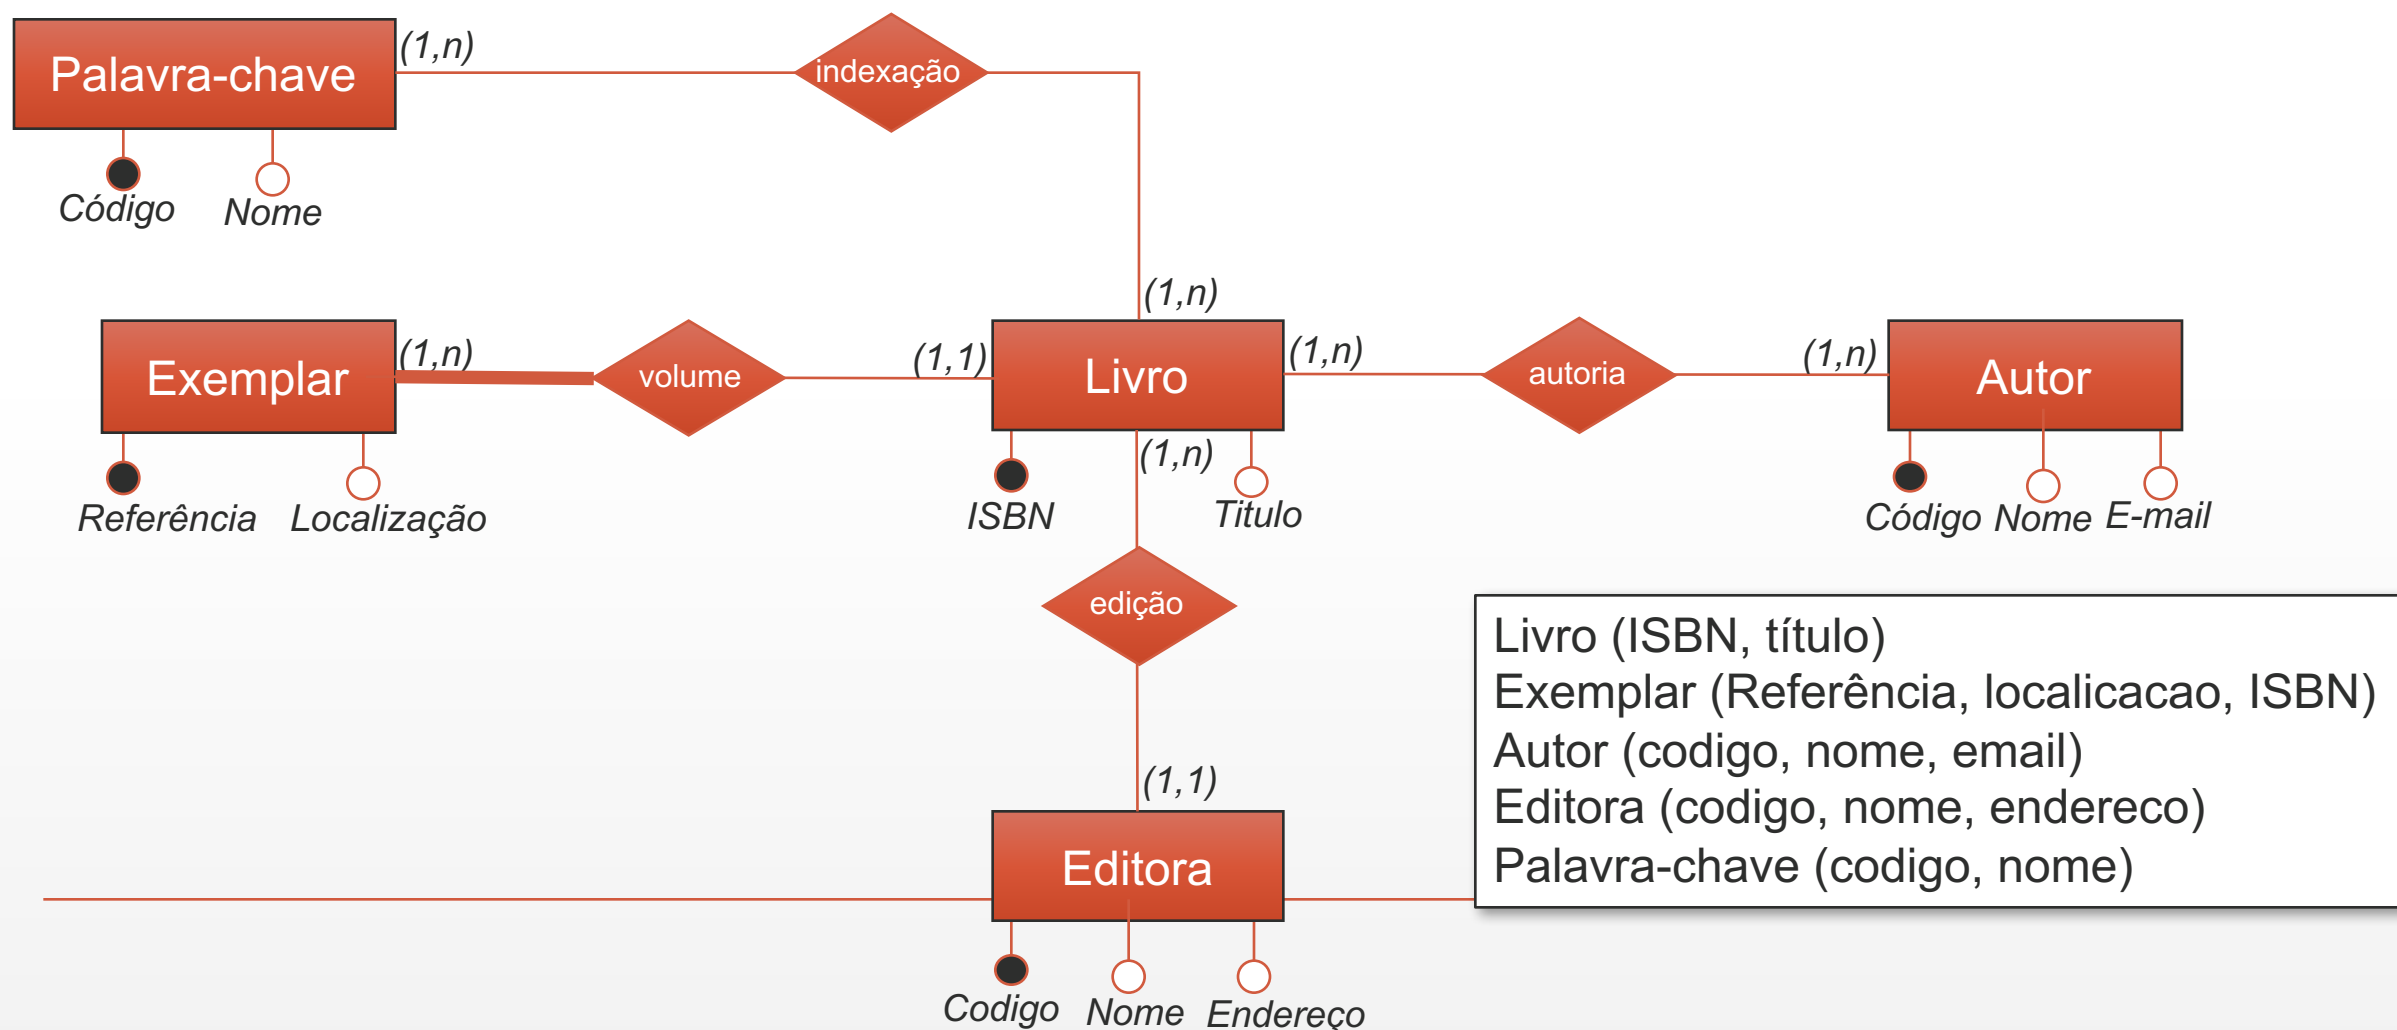 Palavra-chave
(1,n)
indexação
Código
Nome
(1,n)
Exemplar
(1,n)
volume
(1,1)
Livro
(1,n)
autoria
(1,n)
Autor
Referência
Localização
ISBN
(1,n)
Titulo
Código
Nome
E-mail
edição
(1,1)
Editora
Codigo
Nome
Endereço
Livro (ISBN, título)
Exemplar (Referência, localicacao, ISBN)
Autor (codigo, nome, email)
Editora (codigo, nome, endereco)
Palavra-chave (codigo, nome)